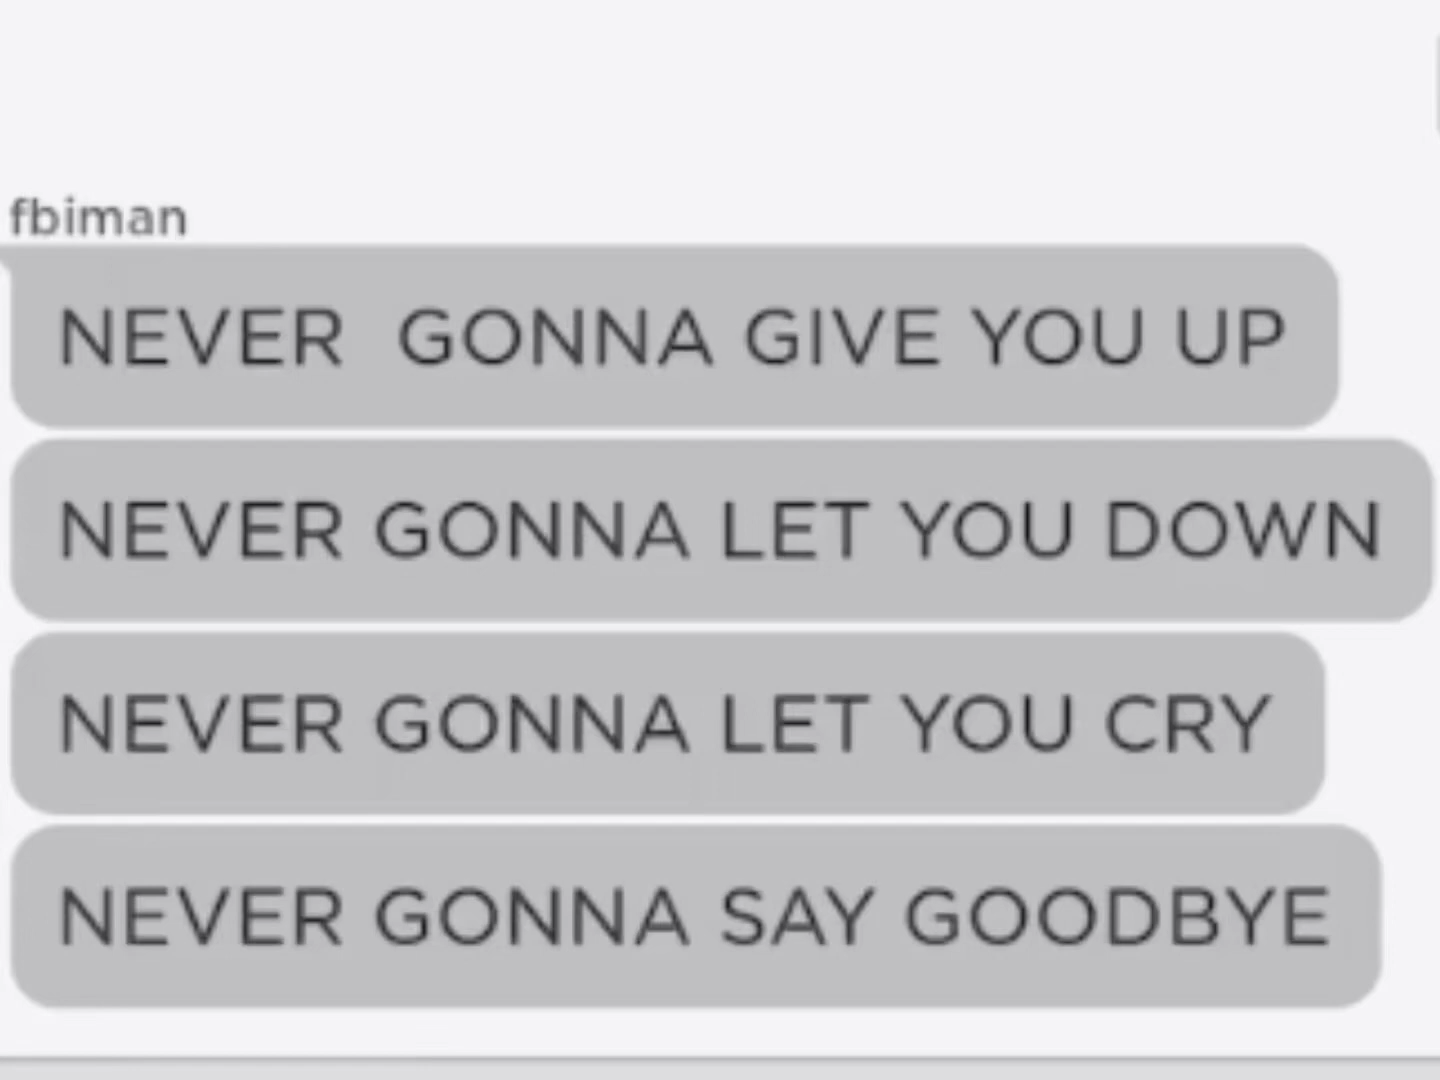 fbiman
NEVER  GONNA GIVE YOU UP
NEVER GONNA LET YOU DOWN
NEVER GONNA LET YOU CRY
NEVER GONNA SAY GOODBYE